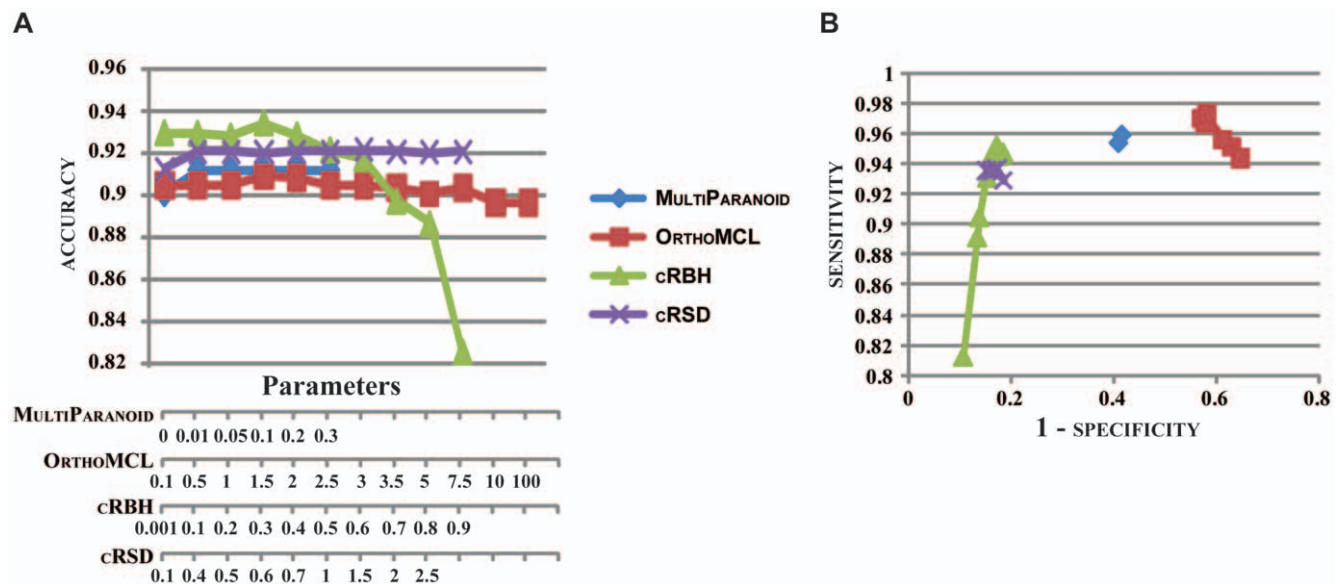 A
B
0.96
0.94
0.92
0.9
0.88
0.86
0.84
0.82
ACCURACY
MULTIPARANOID
ORTHOMCL
CRBH
CRSD
1
0.98
0.96
0.94
0.92
0.9
0.88
0.86
0.84
0.82
0.8
SENSITIVITY
0 0.2 0.4 0.6 0.8
1 - SPECIFICITY
Parameters
MULTIPARANOID
0 0.01 0.05 0.1 0.2 0.3
ORTHOMCL
0.1 0.5 1 1.5 2 2.5 3 3.5 5 7.5 10 100
CRBH
0.001 0.1 0.2 0.3 0.4 0.5 0.6 0.7 0.8 0.9
CRSD
0.1 0.4 0.5 0.6 0.7 1 1.5 2 2.5